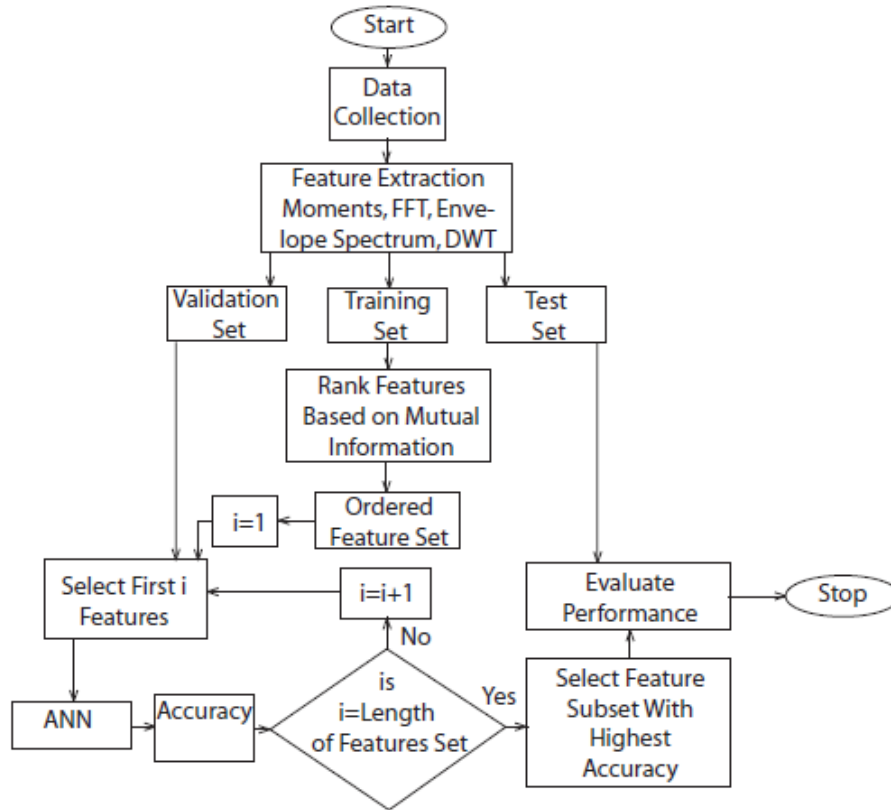 Start
Data
Collection
Feature Extraction
Moments, FFT, Enve-
lope Spectrum, DWT
Validation
Set
Training
Set
Test
Set
Rank Features
Based on Mutual
Information
Ordered
Feature Set
i=1
Select First i
Features
i=i+1
No
Evaluate
Performance
Stop
ANN
Accuracy
is
i=Length
of Features Set
Yes
Select Feature
Subset With
Highest
Accuracy